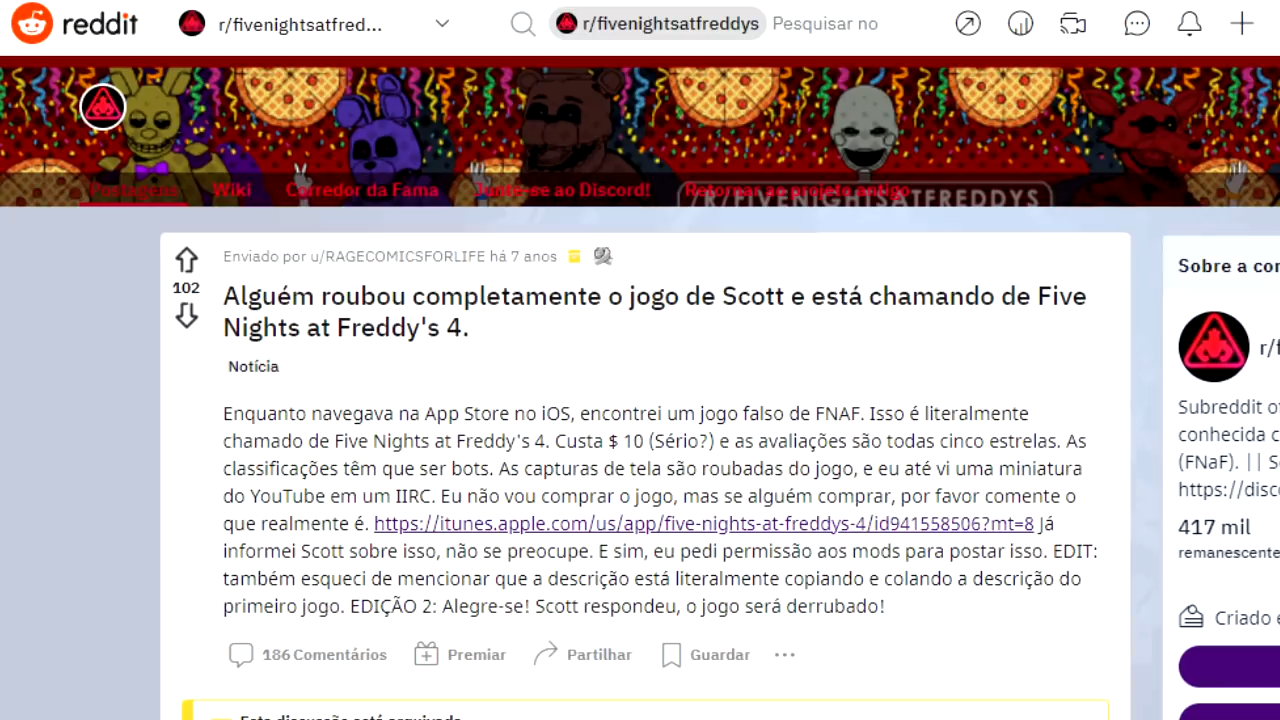 reddit
r/fivenightsatfred...
r/fivenightsatfreddys Pesquisar no
Postagens Wiki Corredor da Fama Junte-se ao Discord! Retornar ao projeto antigo
/R/FIVENIGHTSATFREDDYS
Enviado por u/RAGECOMICSFORLIFE há 7 anos
102
Alguém roubou completamente o jogo de Scott e está chamando de Five
Nights at Freddy's 4.
Notícia
Enquanto navegava na App Store no iOS, encontrei um jogo falso de FNAF. Isso é literalmente
chamado de Five Nights at Freddy's 4. Custa $ 10 (Sério?) e as avaliações são todas cinco estrelas. As
classificações têm que ser bots. As capturas de tela são roubadas do jogo, e eu até vi uma miniatura
do YouTube em um IIRC. Eu não vou comprar o jogo, mas se alguém comprar, por favor comente o
que realmente é. https://itunes.apple.com/us/app/five-nights-at-freddys-4/id941558506?mt=8 Já
informei Scott sobre isso, não se preocupe. E sim, eu pedi permissão aos mods para postar isso. EDIT:
também esqueci de mencionar que a descrição está literalmente copiando e colando a descrição do
primeiro jogo. EDIÇÃO 2: Alegre-se! Scott respondeu, o jogo será derrubado!
186 Comentários Premiar Partilhar Guardar
Esta discussão está arquivada
Sobre a cor
r/f
Subreddit o
conhecida c
(FNaF). || S
https://disc
417 mil
remanescente
Criado e